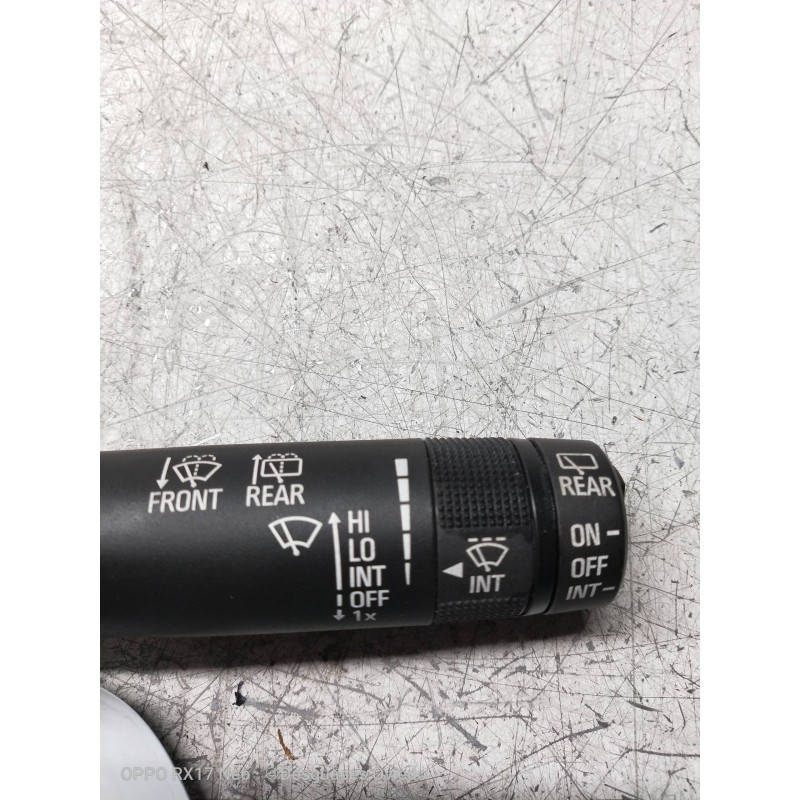 FRONT REAR
HI
LO
INT
OFF
1x
INT
REAR
ON
OFF
INT
OPPO RX17 Neo